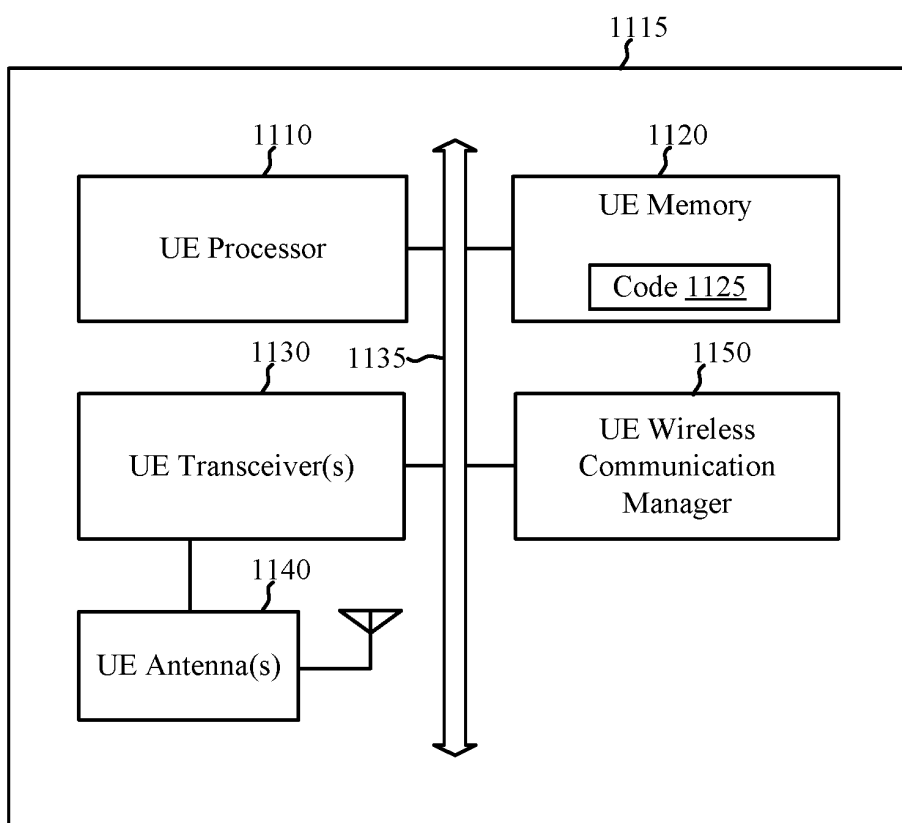 1115
1110
1120
UE Processor
UE Memory
Code 1125
1130
1135
1150
UE Transceiver(s)
UE Wireless
Communication
Manager
1140
UE Antenna(s)